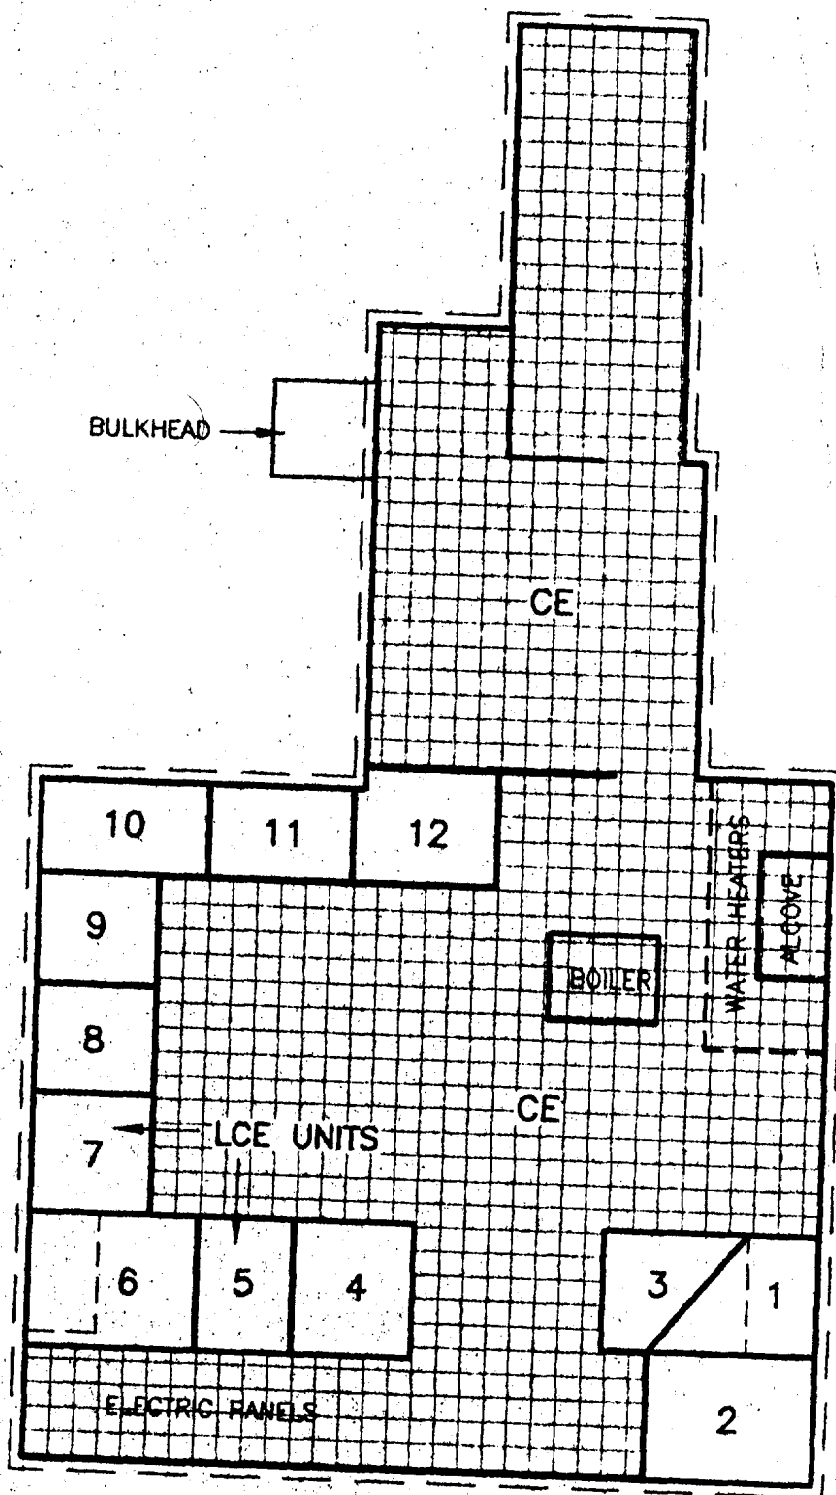 BULKHEAD
CE
10
11
12
WATER HEATERS
ALCOVE
9
BOILER
8
CE
7
LCE UNITS
6
5
4
3
1
ELECTRIC PANELS
2